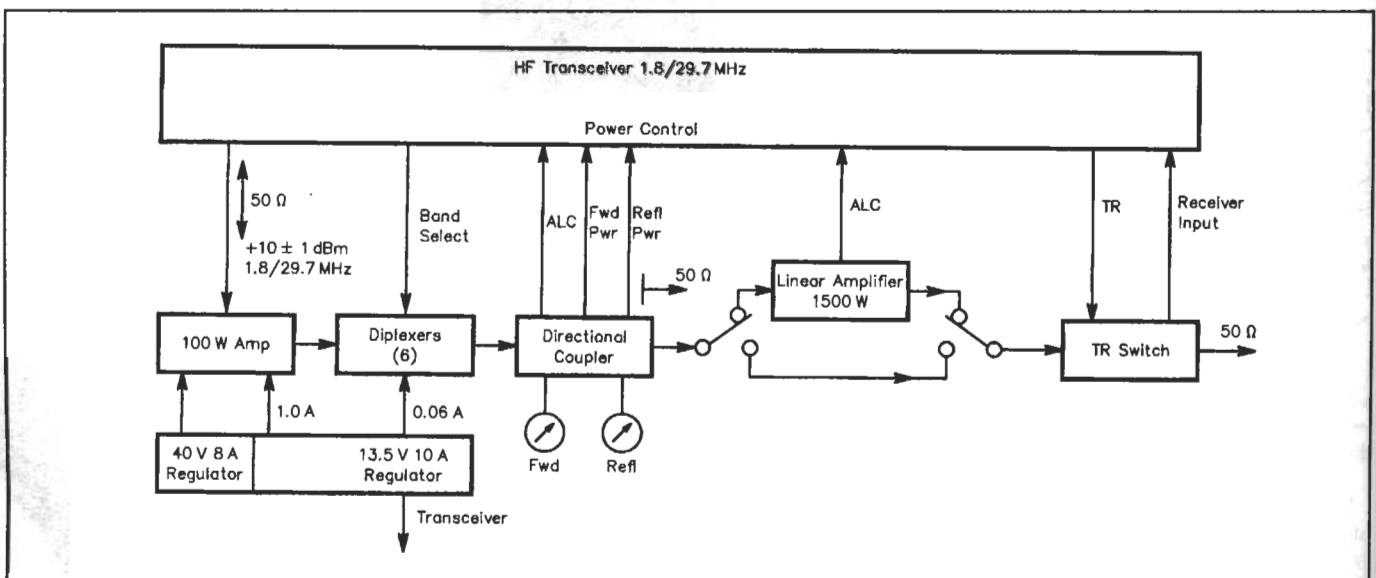 HF Transceiver 1.8/29.7 MHz
Power Control
50 Ω
+10 ± 1 dBm
1.8/29.7 MHz
Band
Select
ALC
Fwd
Pwr
Refl
Pwr
50 Ω
ALC
TR
Receiver
Input
100 W Amp
Diplexers
(6)
Directional
Coupler
Linear Amplifier
1500 W
TR Switch
50 Ω
1.0 A
0.06 A
40 V 8 A
Regulator
13.5 V 10 A
Regulator
Fwd
Refl
Transceiver